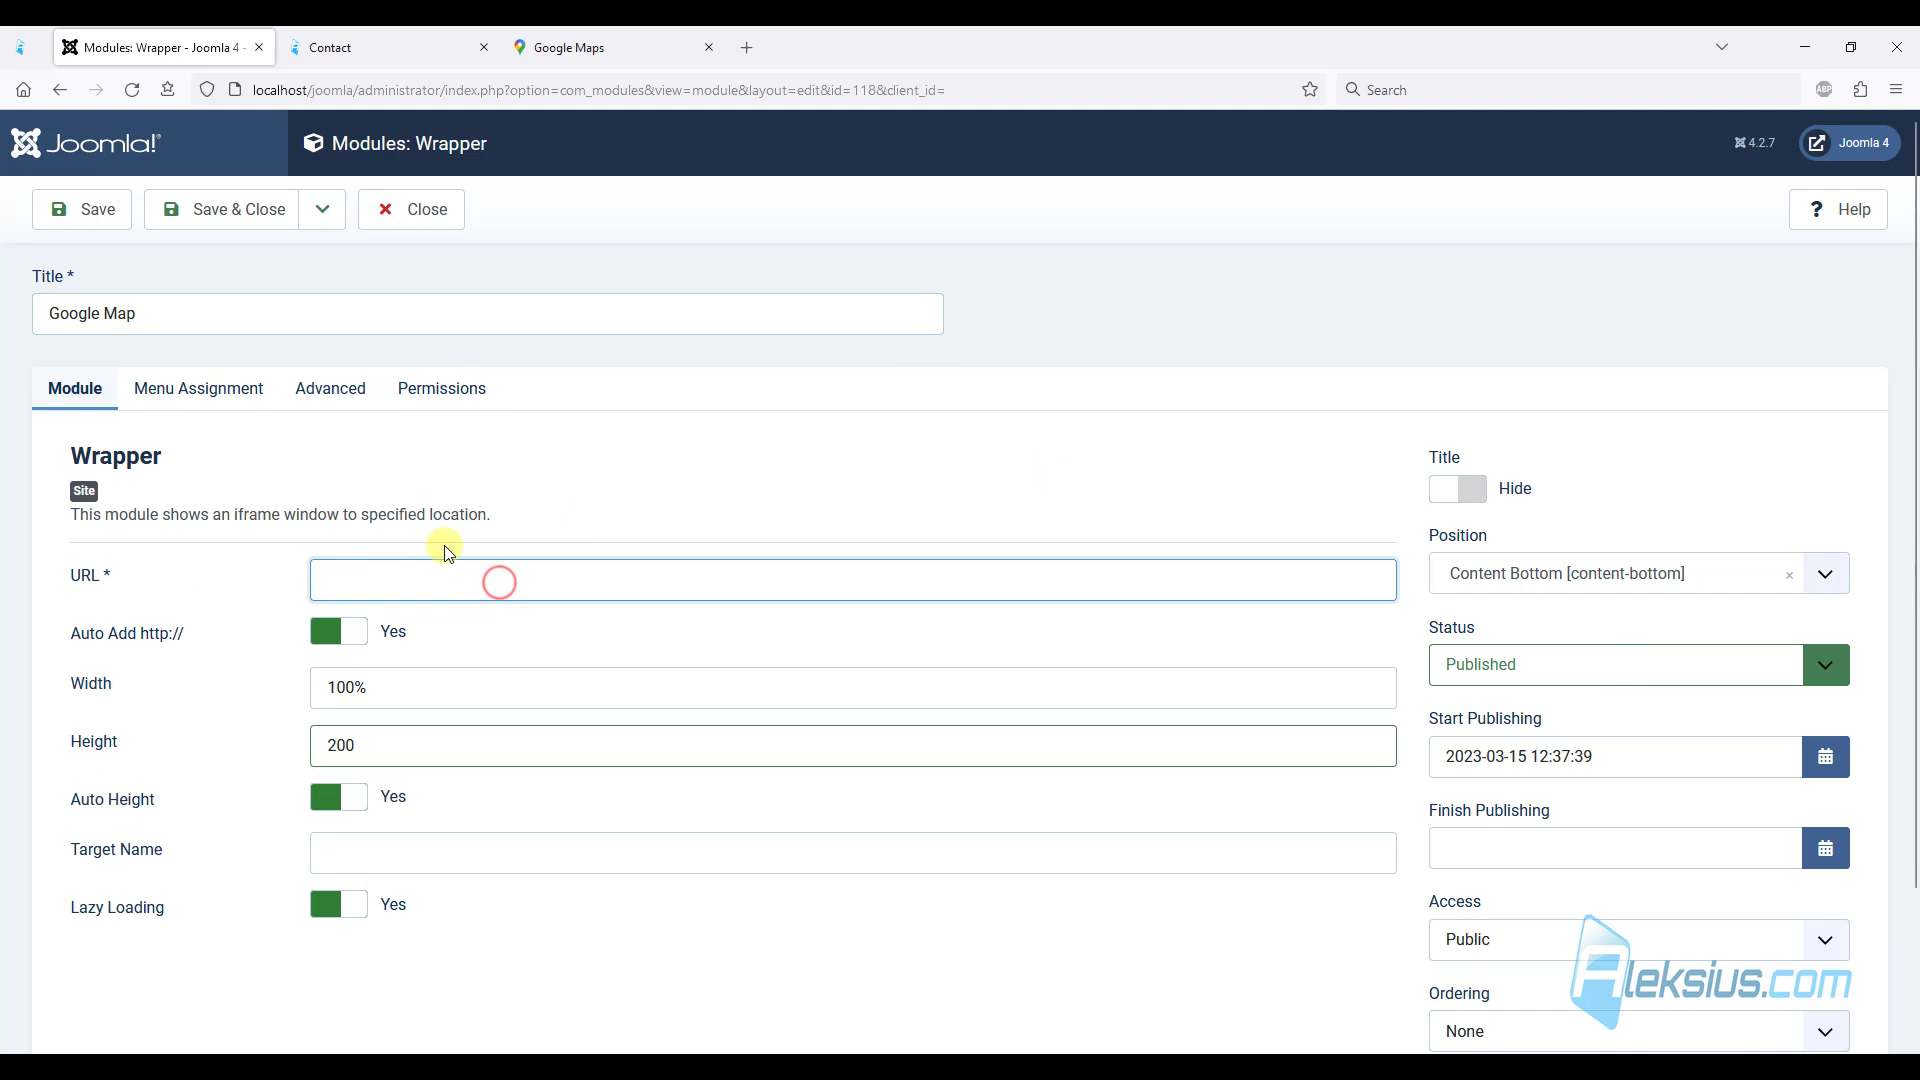 Modules: Wrapper - Joomla 4 -
Contact
Google Maps
localhost/joomla/administrator/index.php?option=com_modules&view=module&layout=edit&id=118&client_id=
Search
ABP
Joomla!®
Modules: Wrapper
4.2.7
Joomla 4
Save
Save & Close
Close
? Help
Title *
Google Map
Module
Menu Assignment
Advanced
Permissions
Wrapper
Site
This module shows an iframe window to specified location.
URL *
Auto Add http://
Yes
Width
100%
Height
200
Auto Height
Yes
Target Name
Lazy Loading
Yes
Title
Hide
Position
Content Bottom [content-bottom]
Status
Published
Start Publishing
2023-03-15 12:37:39
Finish Publishing
Access
Public
Ordering
None
Aleksius.com